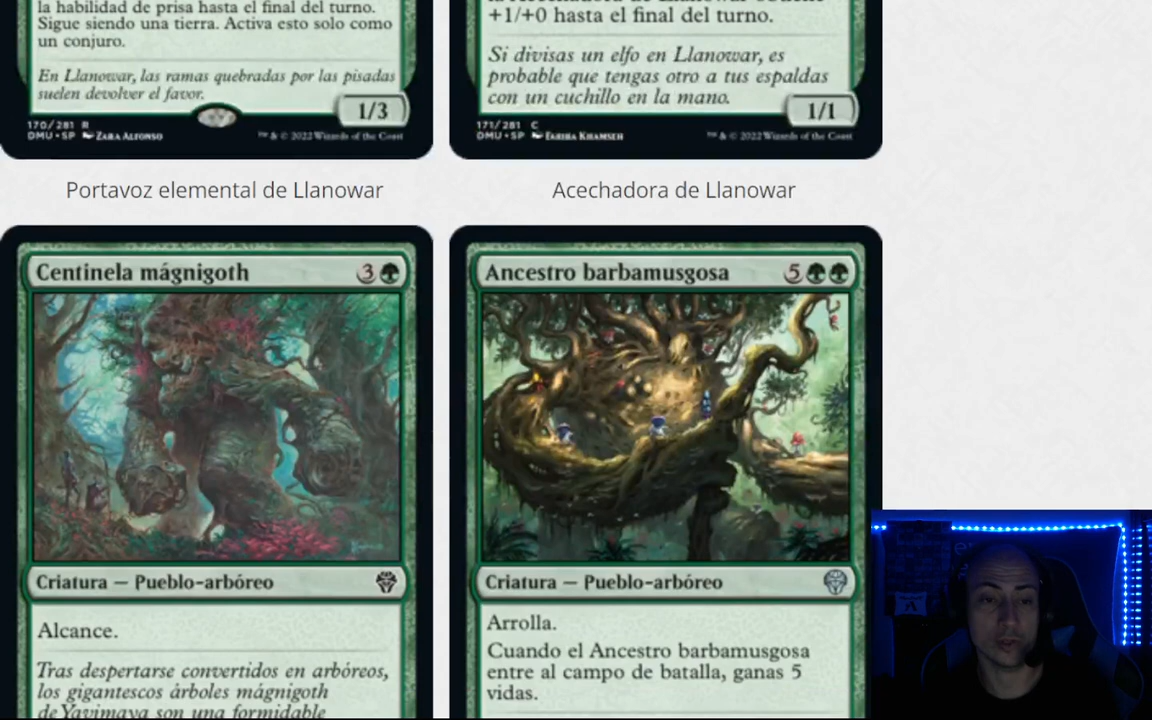 la habilidad de prisa hasta el final del turno.
Sigue siendo una tierra. Activa esto solo como
un conjuro.
En Llanowar, las ramas quebradas por las pisadas
suelen devolver el favor.
1/3
170/281 R
DMU • SP ZARA ALFONSO
™ & © 2022 Wizards of the Coast
+1/+0 hasta el final del turno.
Si divisas un elfo en Llanowar, es
probable que tengas otro a tus espaldas
con un cuchillo en la mano.
1/1
171/281 C
DMU • SP FARIBA KHAMSEH
™ & © 2022 Wizards of the Coast
Portavoz elemental de Llanowar
Acechadora de Llanowar
Centinela mágnigoth
3
Criatura — Pueblo-arbóreo
Alcance.
Tras despertarse convertidos en arbóreos,
los gigantescos árboles mágnigoth
de Yavimaya son una formidable
Ancestro barbamusgosa
5
Criatura — Pueblo-arbóreo
Arrolla.
Cuando el Ancestro barbamusgosa
entre al campo de batalla, ganas 5
vidas.